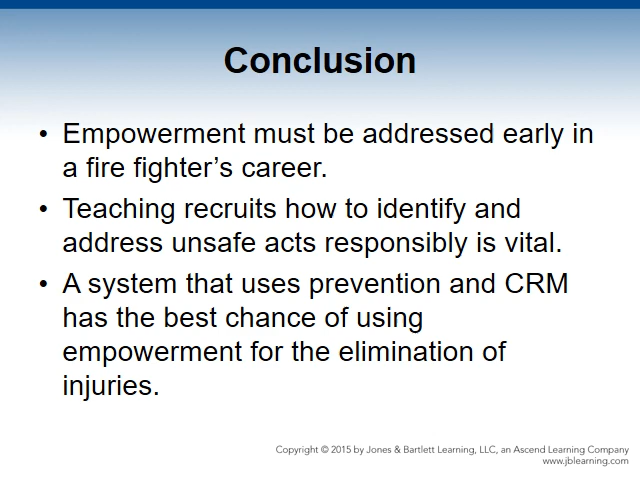 Conclusion
• Empowerment must be addressed early in
a fire fighter’s career.
• Teaching recruits how to identify and
address unsafe acts responsibly is vital.
• A system that uses prevention and CRM
has the best chance of using
empowerment for the elimination of
injuries.
Copyright © 2015 by Jones & Bartlett Learning, LLC, an Ascend Learning Company
www.jblearning.com